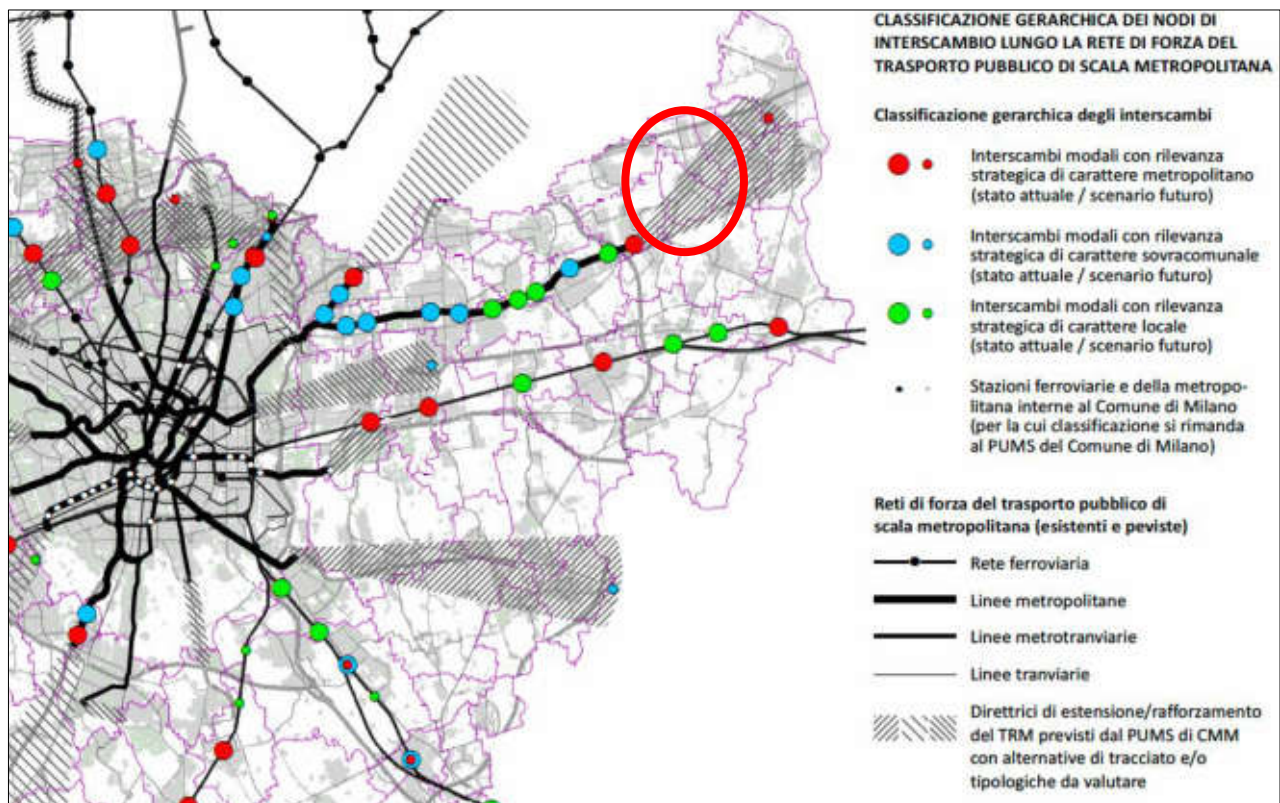 CLASSIFICAZIONE GERARCHICA DEI NODI DI
INTERSCAMBIO LUNGO LA RETE DI FORZA DEL
TRASPORTO PUBBLICO DI SCALA METROPOLITANA
Classificazione gerarchica degli interscambi
Interscambi modali con rilevanza
strategica di carattere metropolitano
(stato attuale / scenario futuro)
Interscambi modali con rilevanza
strategica di carattere sovracomunale
(stato attuale / scenario futuro)
Interscambi modali con rilevanza
strategica di carattere locale
(stato attuale / scenario futuro)
Stazioni ferroviarie e della metropo-
litana interne al Comune di Milano
(per la cui classificazione si rimanda
al PUMS del Comune di Milano)
Reti di forza del trasporto pubblico di
scala metropolitana (esistenti e peviste)
Rete ferroviaria
Linee metropolitane
Linee metrotranviarie
Linee tranviarie
Direttrici di estensione/rafforzamento
del TRM previsti dal PUMS di CMM
con alternative di tracciato e/o
tipologiche da valutare